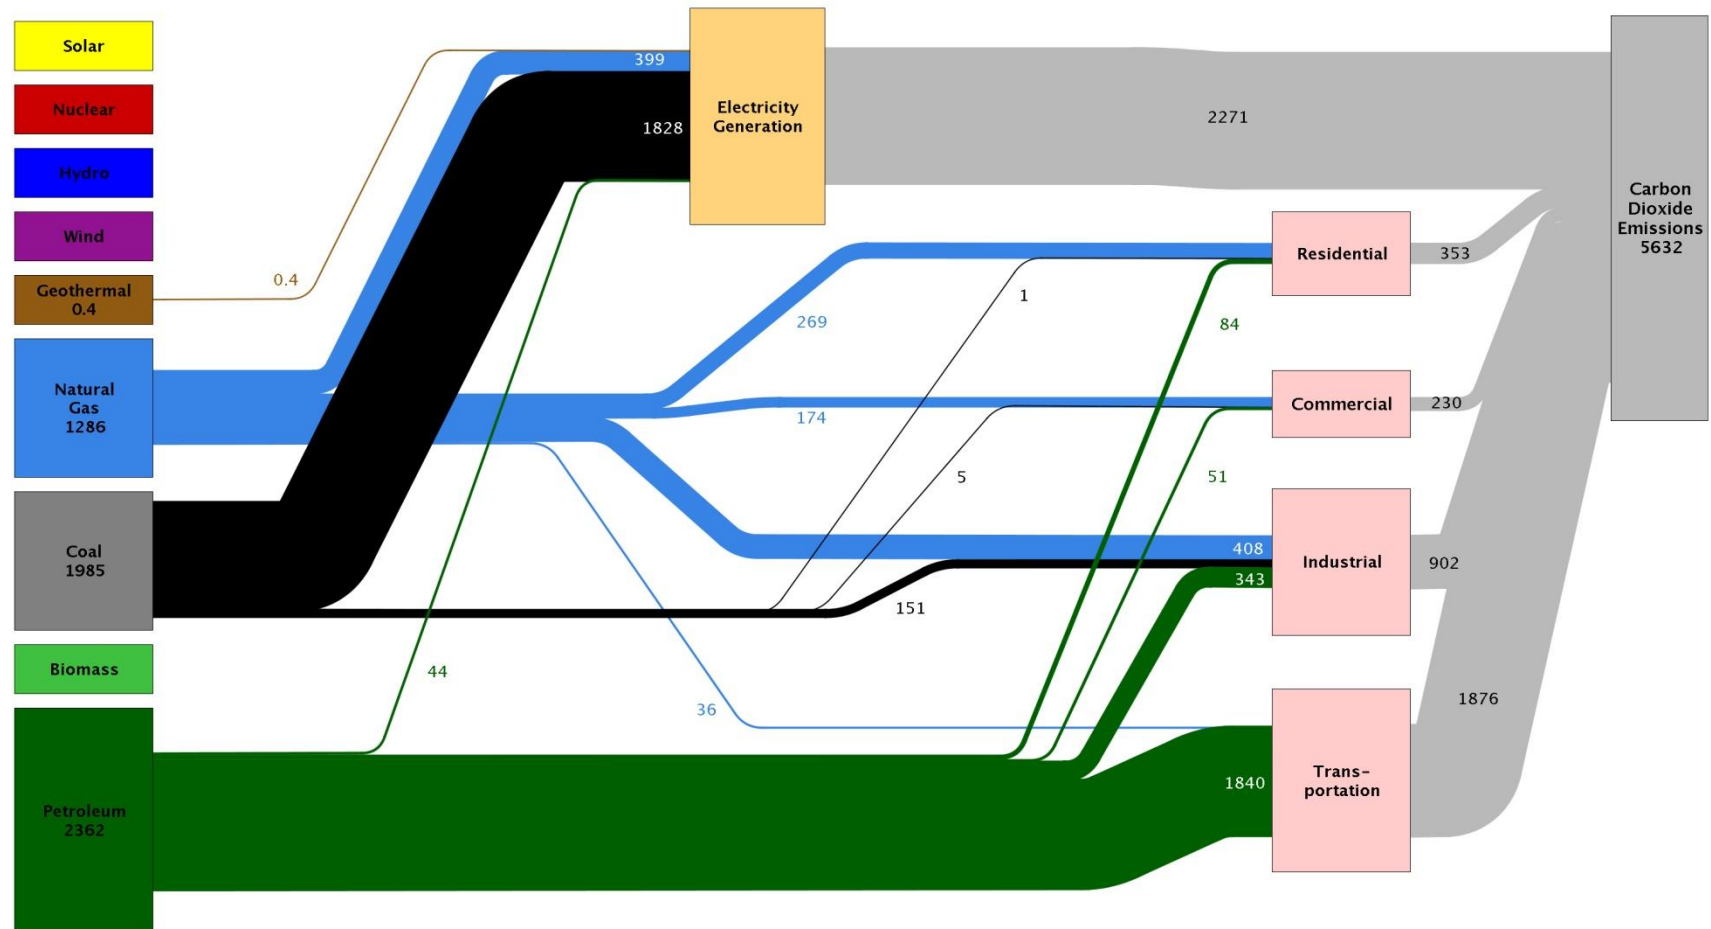 Solar
Nuclear
Hydro
Wind
Geothermal
0.4
Natural
Gas
1286
Coal
1985
Biomass
Petroleum
2362
0.4
399
1828
44
Electricity
Generation
269
174
36
1
5
151
84
51
408
343
1840
2271
Residential
353
Commercial
230
Industrial
902
Trans-
portation
1876
Carbon
Dioxide
Emissions
5632